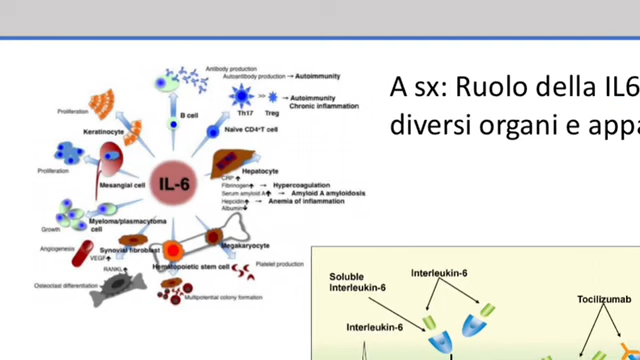 A sx: Ruolo della IL6
diversi organi e appa
Antibody production
Autoantibody production → Autoimmunity
B cell
Autoimmunity
Chronic inflammation
Th17 Treg
Naïve CD4+T cell
Proliferation
Keratinocyte
Hepatocyte
CRP
Fibrinogen → Hypercoagulation
Serum amyloid A → Amyloid A amyloidosis
Hepcidin → Anemia of inflammation
Albumin
IL-6
Proliferation
Mesangial cell
Myeloma/plasmacytoma
cell
Growth
Angiogenesis
Synovial fibroblast
VEGF
RANKL
Osteoclast differentiation
Hematopoietic stem cell
Multipotential colony formation
Megakaryocyte
Platelet production
Soluble
Interleukin-6
Interleukin-6
Interleukin-6
Tocilizumab